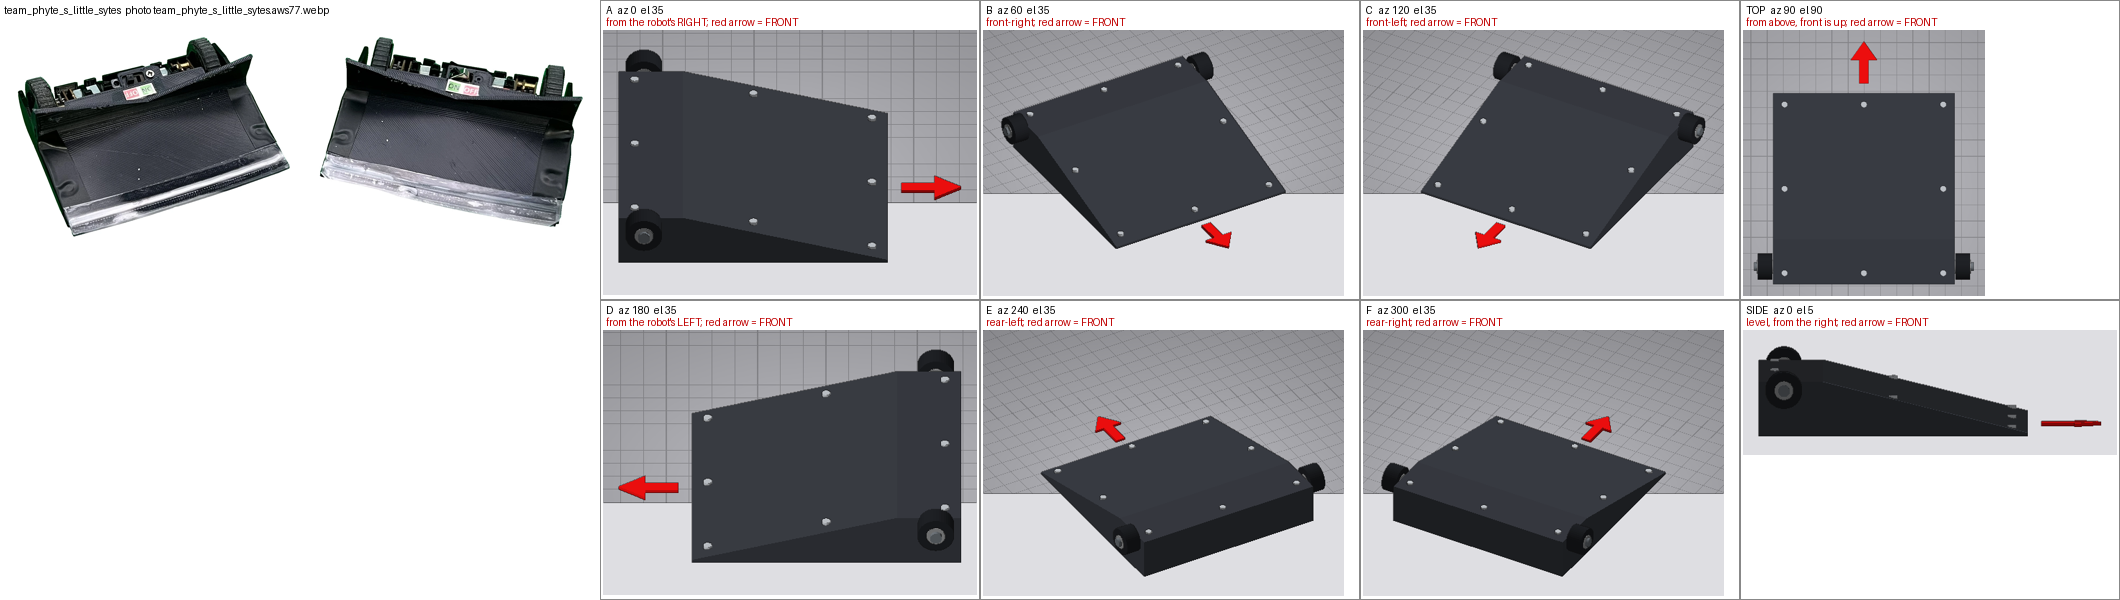 team_phyte_s_little_sytes photo team_phyte_s_little_sytes.aws77.webp
A az 0 el 35
from the robot's RIGHT; red arrow = FRONT
B az 60 el 35
front-right; red arrow = FRONT
C az 120 el 35
front-left; red arrow = FRONT
TOP az 90 el 90
from above, front is up; red arrow = FRONT
D az 180 el 35
from the robot's LEFT; red arrow = FRONT
E az 240 el 35
rear-left; red arrow = FRONT
F az 300 el 35
rear-right; red arrow = FRONT
SIDE az 0 el 5
level, from the right; red arrow = FRONT